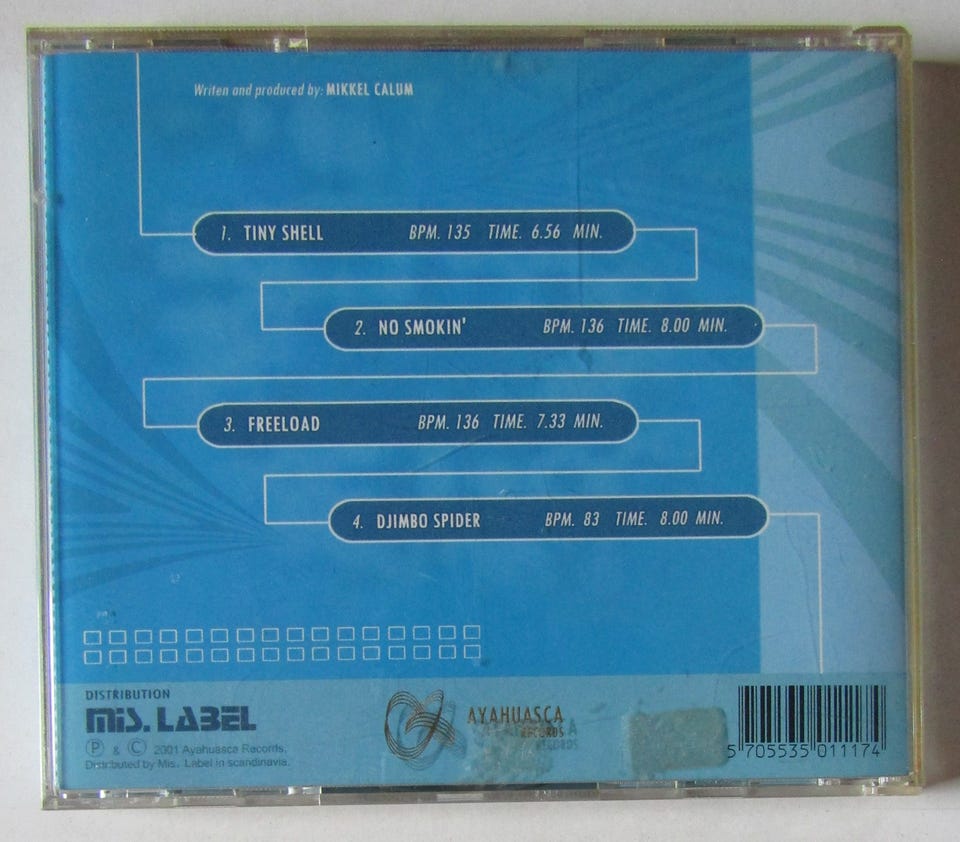 Writen and produced by: MIKKEL CALUM
1. TINY SHELL BPM. 135 TIME. 6.56 MIN.
2. NO SMOKIN' BPM. 136 TIME. 8.00 MIN.
3. FREELOAD BPM. 136 TIME. 7.33 MIN.
4. DJIMBO SPIDER BPM. 83 TIME. 8.00 MIN.
DISTRIBUTION
MIS. LABEL
Ⓟ & © 2001 Ayahuasca Records.
Distributed by Mis. Label in scandinavia.
AYAHUASCA
RECORDS
5 705535 011174